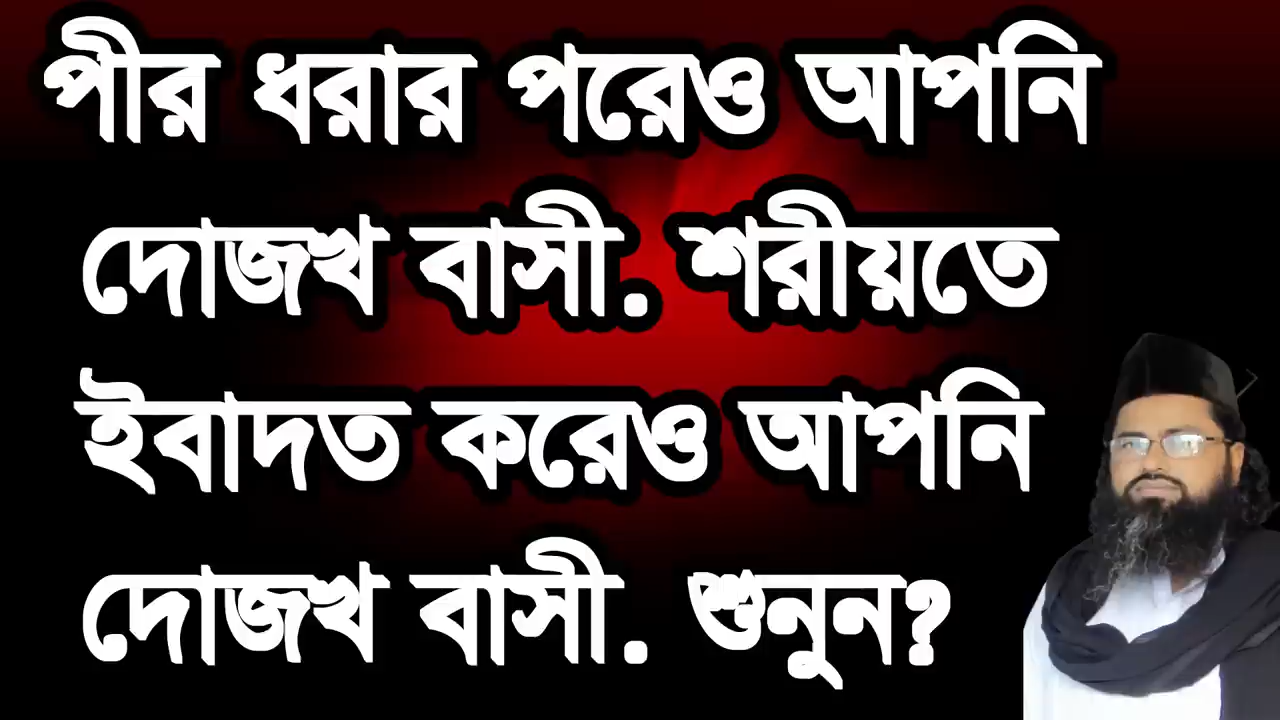 পীর ধরার পরেও আপনি
দোজখ বাসী. শরীয়তে
ইবাদত করেও আপনি
দোজখ বাসী. শুনুন?